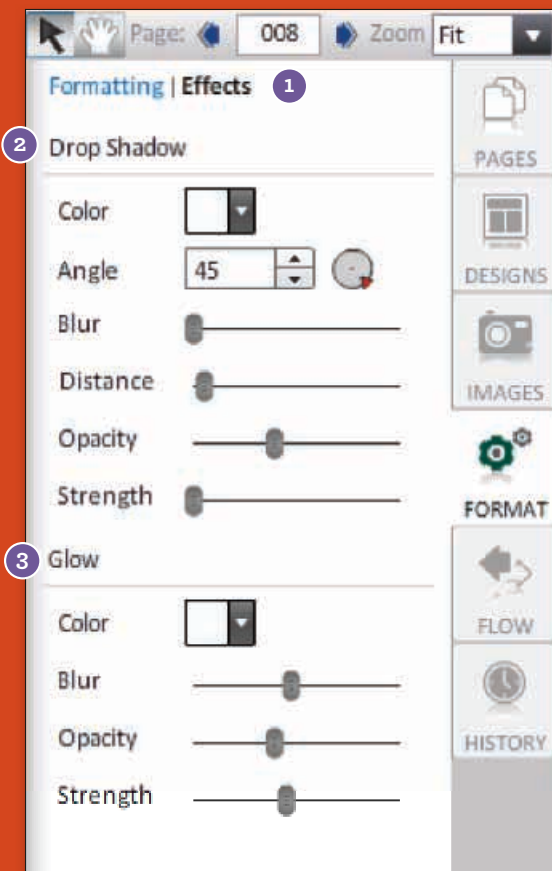 Page: 008 Zoom Fit
Formatting | Effects 1
2 Drop Shadow
Color
Angle 45
Blur
Distance
Opacity
Strength
3 Glow
Color
Blur
Opacity
Strength
PAGES
DESIGNS
IMAGES
FORMAT
FLOW
HISTORY